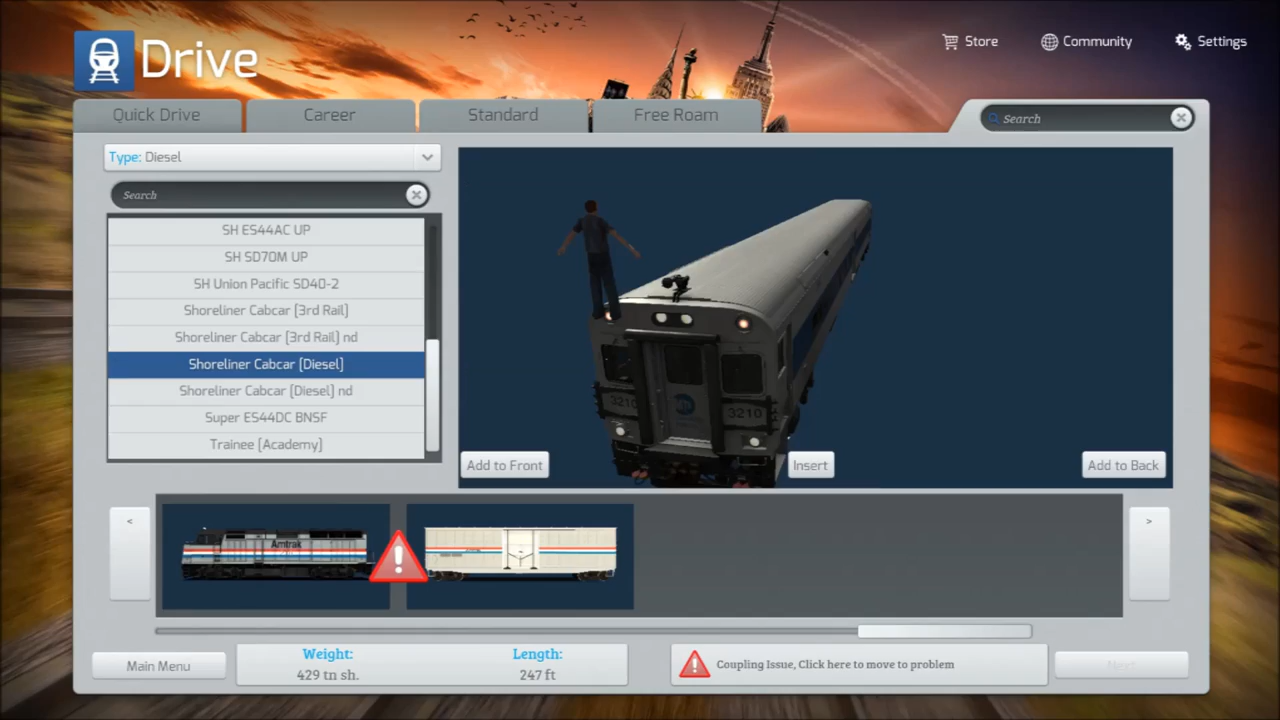 Drive
Store
Community
Settings
Quick Drive
Career
Standard
Free Roam
Search
Type: Diesel
Search
SH ES44AC UP
SH SD70M UP
SH Union Pacific SD40-2
Shoreliner Cabcar [3rd Rail]
Shoreliner Cabcar [3rd Rail] nd
Shoreliner Cabcar [Diesel]
Shoreliner Cabcar [Diesel] nd
Super ES44DC BNSF
Trainee [Academy]
3210
3210
Add to Front
Insert
Add to Back
<
Amtrak
>
Main Menu
Weight:
429 tn sh.
Length:
247 ft
Coupling Issue, Click here to move to problem
Next